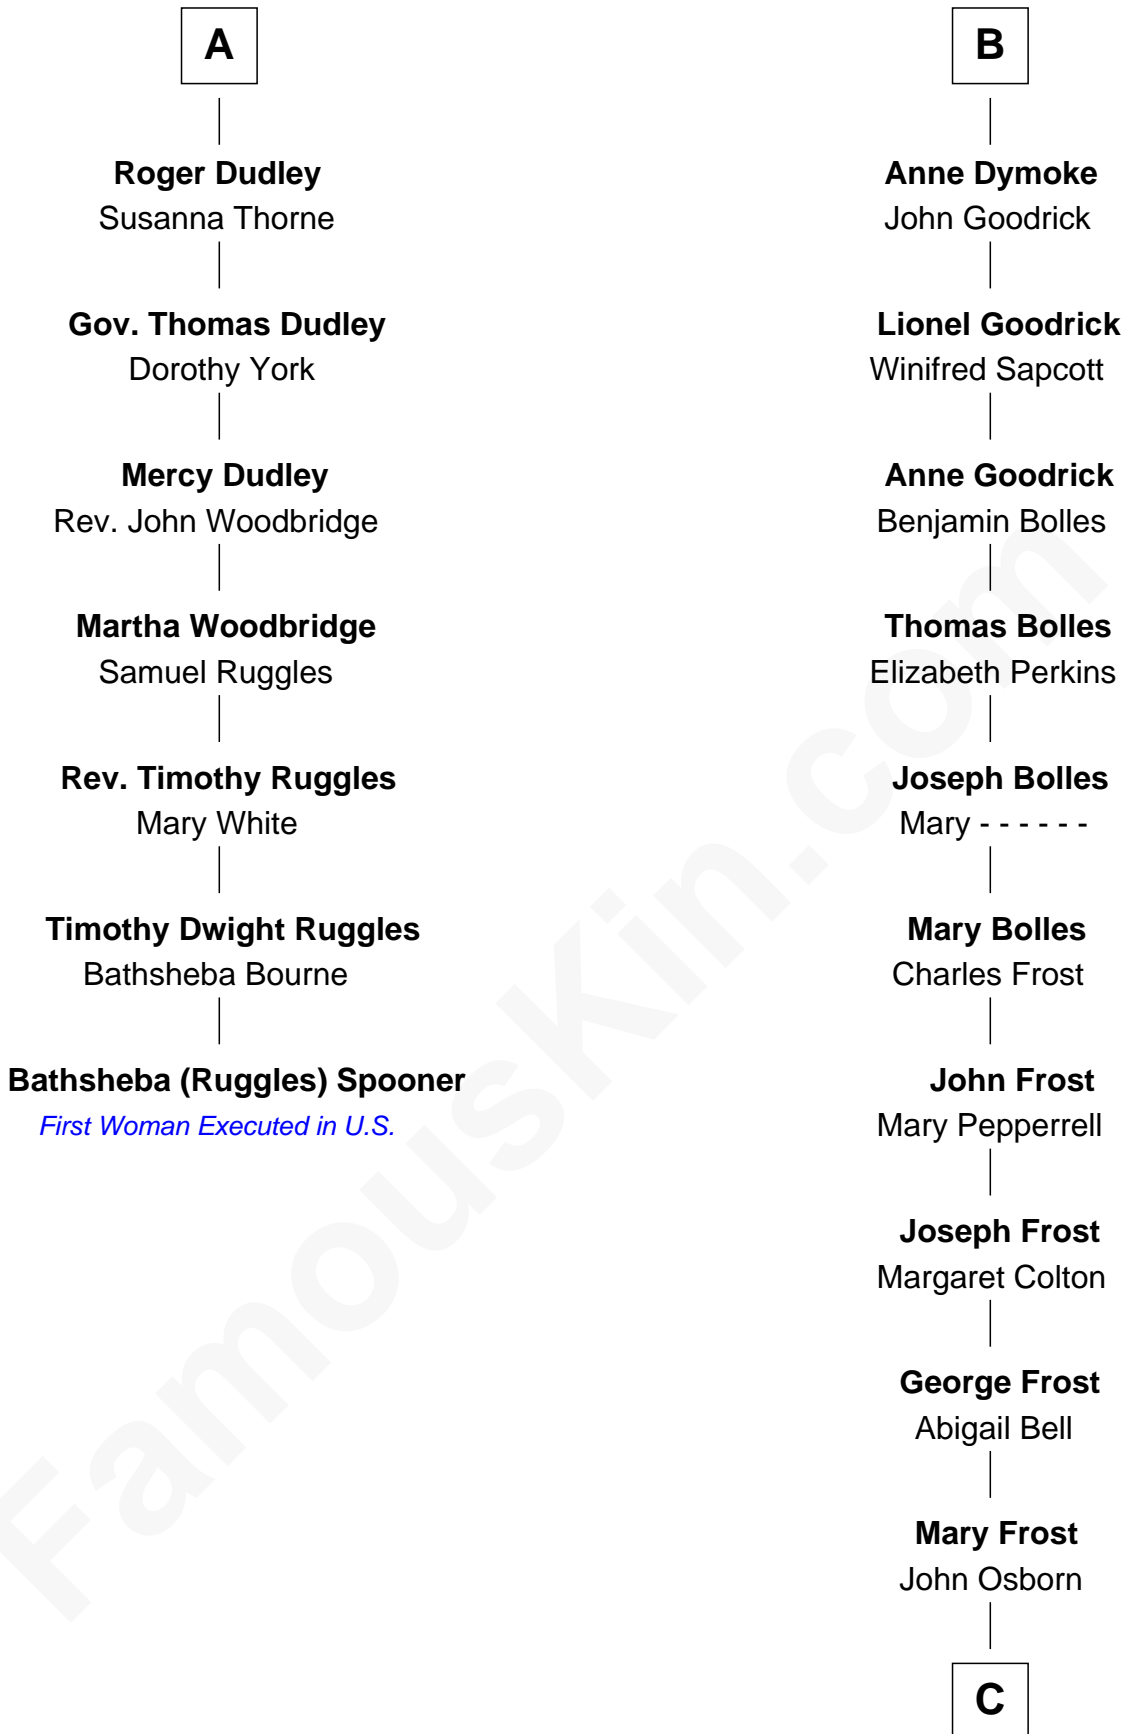 A
Roger Dudley
Susanna Thorne
Gov. Thomas Dudley
Dorothy York
Mercy Dudley
Rev. John Woodbridge
Martha Woodbridge
Samuel Ruggles
Rev. Timothy Ruggles
Mary White
Timothy Dwight Ruggles
Bathsheba Bourne
Bathsheba (Ruggles) Spooner
First Woman Executed in U.S.
B
Anne Dymoke
John Goodrick
Lionel Goodrick
Winifred Sapcott
Anne Goodrick
Benjamin Bolles
Thomas Bolles
Elizabeth Perkins
Joseph Bolles
Mary - - - - - -
Mary Bolles
Charles Frost
John Frost
Mary Pepperrell
Joseph Frost
Margaret Colton
George Frost
Abigail Bell
Mary Frost
John Osborn
C
FamousKin.com